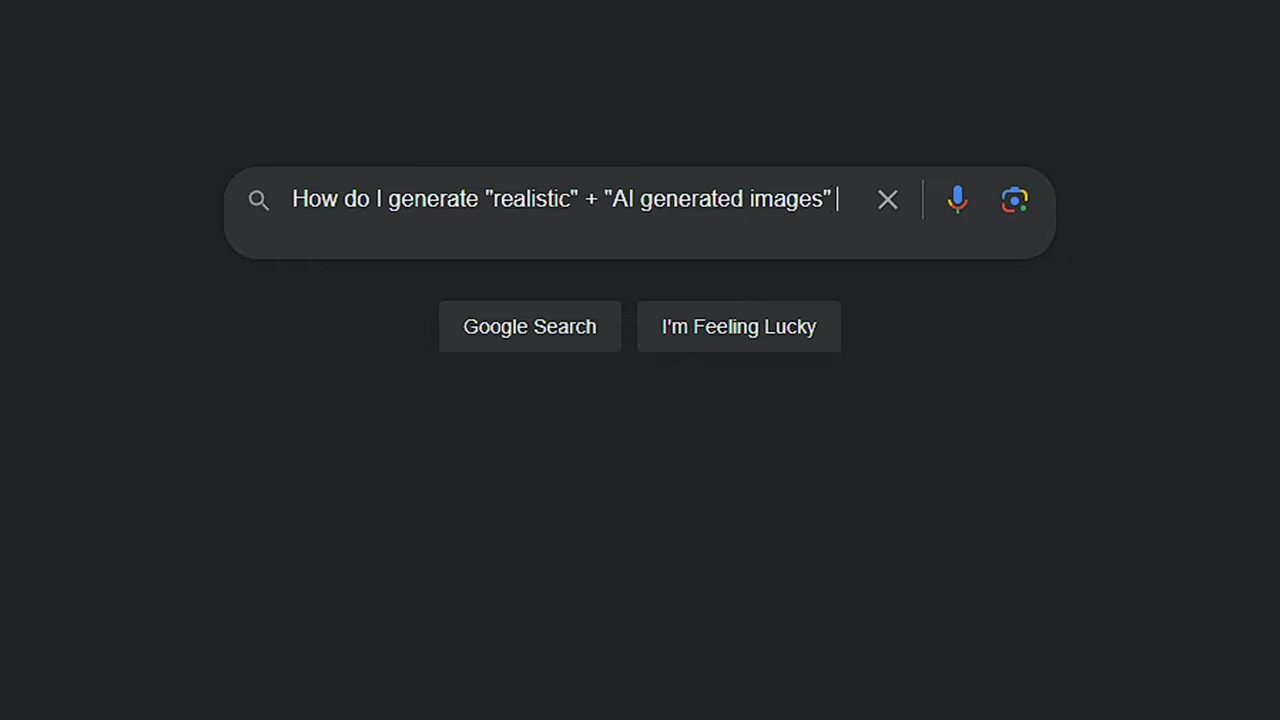 How do I generate "realistic" + "AI generated images"
Google Search
I'm Feeling Lucky